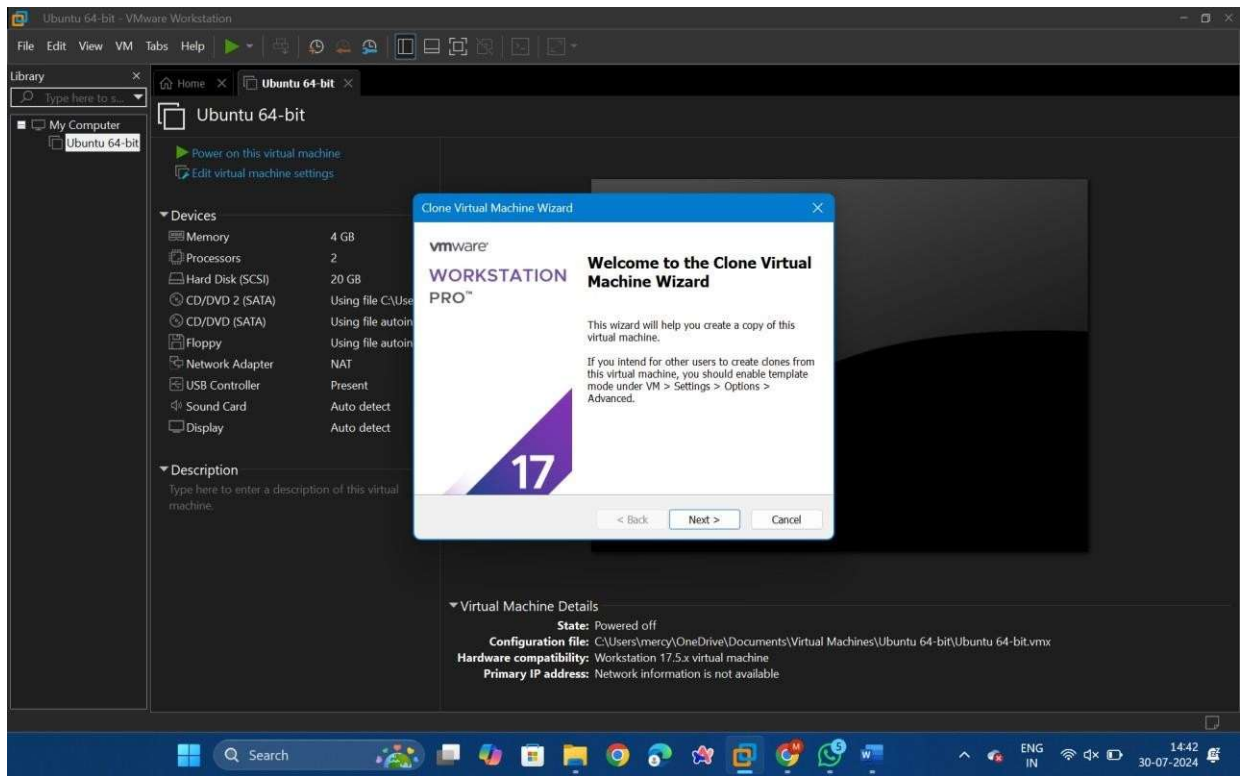 Ubuntu 64-bit - VMware Workstation
File Edit View VM Tabs Help
Library
Type here to s...
My Computer
Ubuntu 64-bit
Home
Ubuntu 64-bit
Ubuntu 64-bit
Power on this virtual machine
Edit virtual machine settings
Devices
Memory 4 GB
Processors 2
Hard Disk (SCSI) 20 GB
CD/DVD 2 (SATA) Using file C:\Use
CD/DVD (SATA) Using file autoin
Floppy Using file autoin
Network Adapter NAT
USB Controller Present
Sound Card Auto detect
Display Auto detect
Description
Type here to enter a description of this virtual
machine.
Clone Virtual Machine Wizard
vmware
WORKSTATION
PRO™
17
Welcome to the Clone Virtual
Machine Wizard
This wizard will help you create a copy of this
virtual machine.
If you intend for other users to create clones from
this virtual machine, you should enable template
mode under VM > Settings > Options >
Advanced.
< Back Next > Cancel
Virtual Machine Details
State: Powered off
Configuration file: C:\Users\mercy\OneDrive\Documents\Virtual Machines\Ubuntu 64-bit\Ubuntu 64-bit.vmx
Hardware compatibility: Workstation 17.5.x virtual machine
Primary IP address: Network information is not available
Search
ENG
IN
14:42
30-07-2024